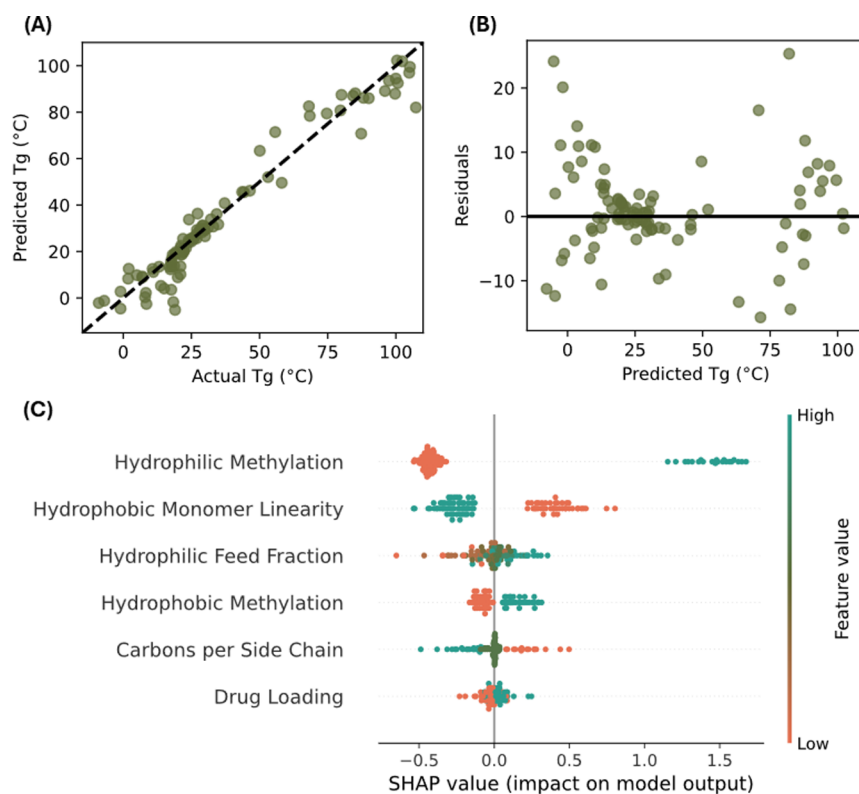 (A)
100
80
60
40
20
0
Predicted Tg (°C)
0 25 50 75 100
Actual Tg (°C)
(B)
20
10
0
−10
Residuals
0 25 50 75 100
Predicted Tg (°C)
(C)
High
Hydrophilic Methylation
Hydrophobic Monomer Linearity
Hydrophilic Feed Fraction
Hydrophobic Methylation
Carbons per Side Chain
Drug Loading
Feature value
Low
−0.5 0.0 0.5 1.0 1.5
SHAP value (impact on model output)